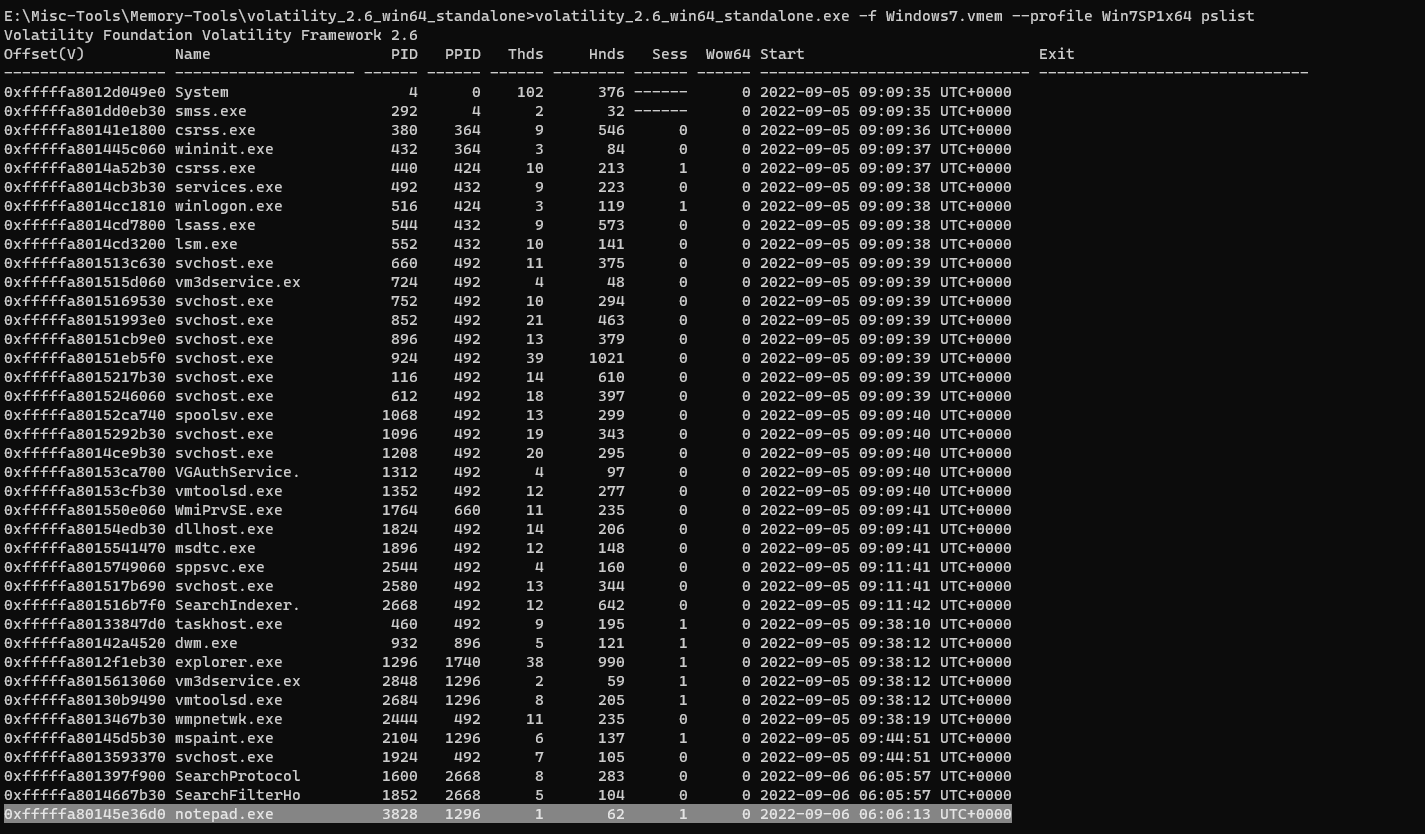 E:\Misc-Tools\Memory-Tools\volatility_2.6_win64_standalone>volatility_2.6_win64_standalone.exe -f Windows7.vmem --profile Win7SP1x64 pslist
Volatility Foundation Volatility Framework 2.6
Offset(V)          Name                    PID   PPID   Thds     Hnds   Sess  Wow64 Start                          Exit
------------------ -------------------- ------ ------ ------ -------- ------ ------ ------------------------------ ------------------------------
0xfffffa8012d049e0 System                    4      0    102      376 ------      0 2022-09-05 09:09:35 UTC+0000
0xfffffa801dd0eb30 smss.exe                292      4      2       32 ------      0 2022-09-05 09:09:35 UTC+0000
0xfffffa80141e1800 csrss.exe               380    364      9      546      0      0 2022-09-05 09:09:36 UTC+0000
0xfffffa801445c060 wininit.exe             432    364      3       84      0      0 2022-09-05 09:09:37 UTC+0000
0xfffffa8014a52b30 csrss.exe               440    424     10      213      1      0 2022-09-05 09:09:37 UTC+0000
0xfffffa8014cb3b30 services.exe            492    432      9      223      0      0 2022-09-05 09:09:38 UTC+0000
0xfffffa8014cc1810 winlogon.exe            516    424      3      119      1      0 2022-09-05 09:09:38 UTC+0000
0xfffffa8014cd7800 lsass.exe               544    432      9      573      0      0 2022-09-05 09:09:38 UTC+0000
0xfffffa8014cd3200 lsm.exe                 552    432     10      141      0      0 2022-09-05 09:09:38 UTC+0000
0xfffffa801513c630 svchost.exe             660    492     11      375      0      0 2022-09-05 09:09:39 UTC+0000
0xfffffa801515d060 vm3dservice.ex          724    492      4       48      0      0 2022-09-05 09:09:39 UTC+0000
0xfffffa8015169530 svchost.exe             752    492     10      294      0      0 2022-09-05 09:09:39 UTC+0000
0xfffffa80151993e0 svchost.exe             852    492     21      463      0      0 2022-09-05 09:09:39 UTC+0000
0xfffffa80151cb9e0 svchost.exe             896    492     13      379      0      0 2022-09-05 09:09:39 UTC+0000
0xfffffa80151eb5f0 svchost.exe             924    492     39     1021      0      0 2022-09-05 09:09:39 UTC+0000
0xfffffa8015217b30 svchost.exe             116    492     14      610      0      0 2022-09-05 09:09:39 UTC+0000
0xfffffa8015246060 svchost.exe             612    492     18      397      0      0 2022-09-05 09:09:39 UTC+0000
0xfffffa80152ca740 spoolsv.exe            1068    492     13      299      0      0 2022-09-05 09:09:40 UTC+0000
0xfffffa8015292b30 svchost.exe            1096    492     19      343      0      0 2022-09-05 09:09:40 UTC+0000
0xfffffa8014ce9b30 svchost.exe            1208    492     20      295      0      0 2022-09-05 09:09:40 UTC+0000
0xfffffa80153ca700 VGAuthService.         1312    492      4       97      0      0 2022-09-05 09:09:40 UTC+0000
0xfffffa80153cfb30 vmtoolsd.exe           1352    492     12      277      0      0 2022-09-05 09:09:40 UTC+0000
0xfffffa801550e060 WmiPrvSE.exe           1764    660     11      235      0      0 2022-09-05 09:09:41 UTC+0000
0xfffffa80154edb30 dllhost.exe            1824    492     14      206      0      0 2022-09-05 09:09:41 UTC+0000
0xfffffa8015541470 msdtc.exe              1896    492     12      148      0      0 2022-09-05 09:09:41 UTC+0000
0xfffffa8015749060 sppsvc.exe             2544    492      4      160      0      0 2022-09-05 09:11:41 UTC+0000
0xfffffa801517b690 svchost.exe            2580    492     13      344      0      0 2022-09-05 09:11:41 UTC+0000
0xfffffa801516b7f0 SearchIndexer.         2668    492     12      642      0      0 2022-09-05 09:11:42 UTC+0000
0xfffffa80133847d0 taskhost.exe            460    492      9      195      1      0 2022-09-05 09:38:10 UTC+0000
0xfffffa80142a4520 dwm.exe                 932    896      5      121      1      0 2022-09-05 09:38:12 UTC+0000
0xfffffa8012f1eb30 explorer.exe           1296   1740     38      990      1      0 2022-09-05 09:38:12 UTC+0000
0xfffffa8015613060 vm3dservice.ex         2848   1296      2       59      1      0 2022-09-05 09:38:12 UTC+0000
0xfffffa80130b9490 vmtoolsd.exe           2684   1296      8      205      1      0 2022-09-05 09:38:12 UTC+0000
0xfffffa8013467b30 wmpnetwk.exe           2444    492     11      235      0      0 2022-09-05 09:38:19 UTC+0000
0xfffffa80145d5b30 mspaint.exe            2104   1296      6      137      1      0 2022-09-05 09:44:51 UTC+0000
0xfffffa8013593370 svchost.exe            1924    492      7      105      0      0 2022-09-05 09:44:51 UTC+0000
0xfffffa801397f900 SearchProtocol         1600   2668      8      283      0      0 2022-09-06 06:05:57 UTC+0000
0xfffffa8014667b30 SearchFilterHo         1852   2668      5      104      0      0 2022-09-06 06:05:57 UTC+0000
0xfffffa80145e36d0 notepad.exe            3828   1296      1       62      1      0 2022-09-06 06:06:13 UTC+0000